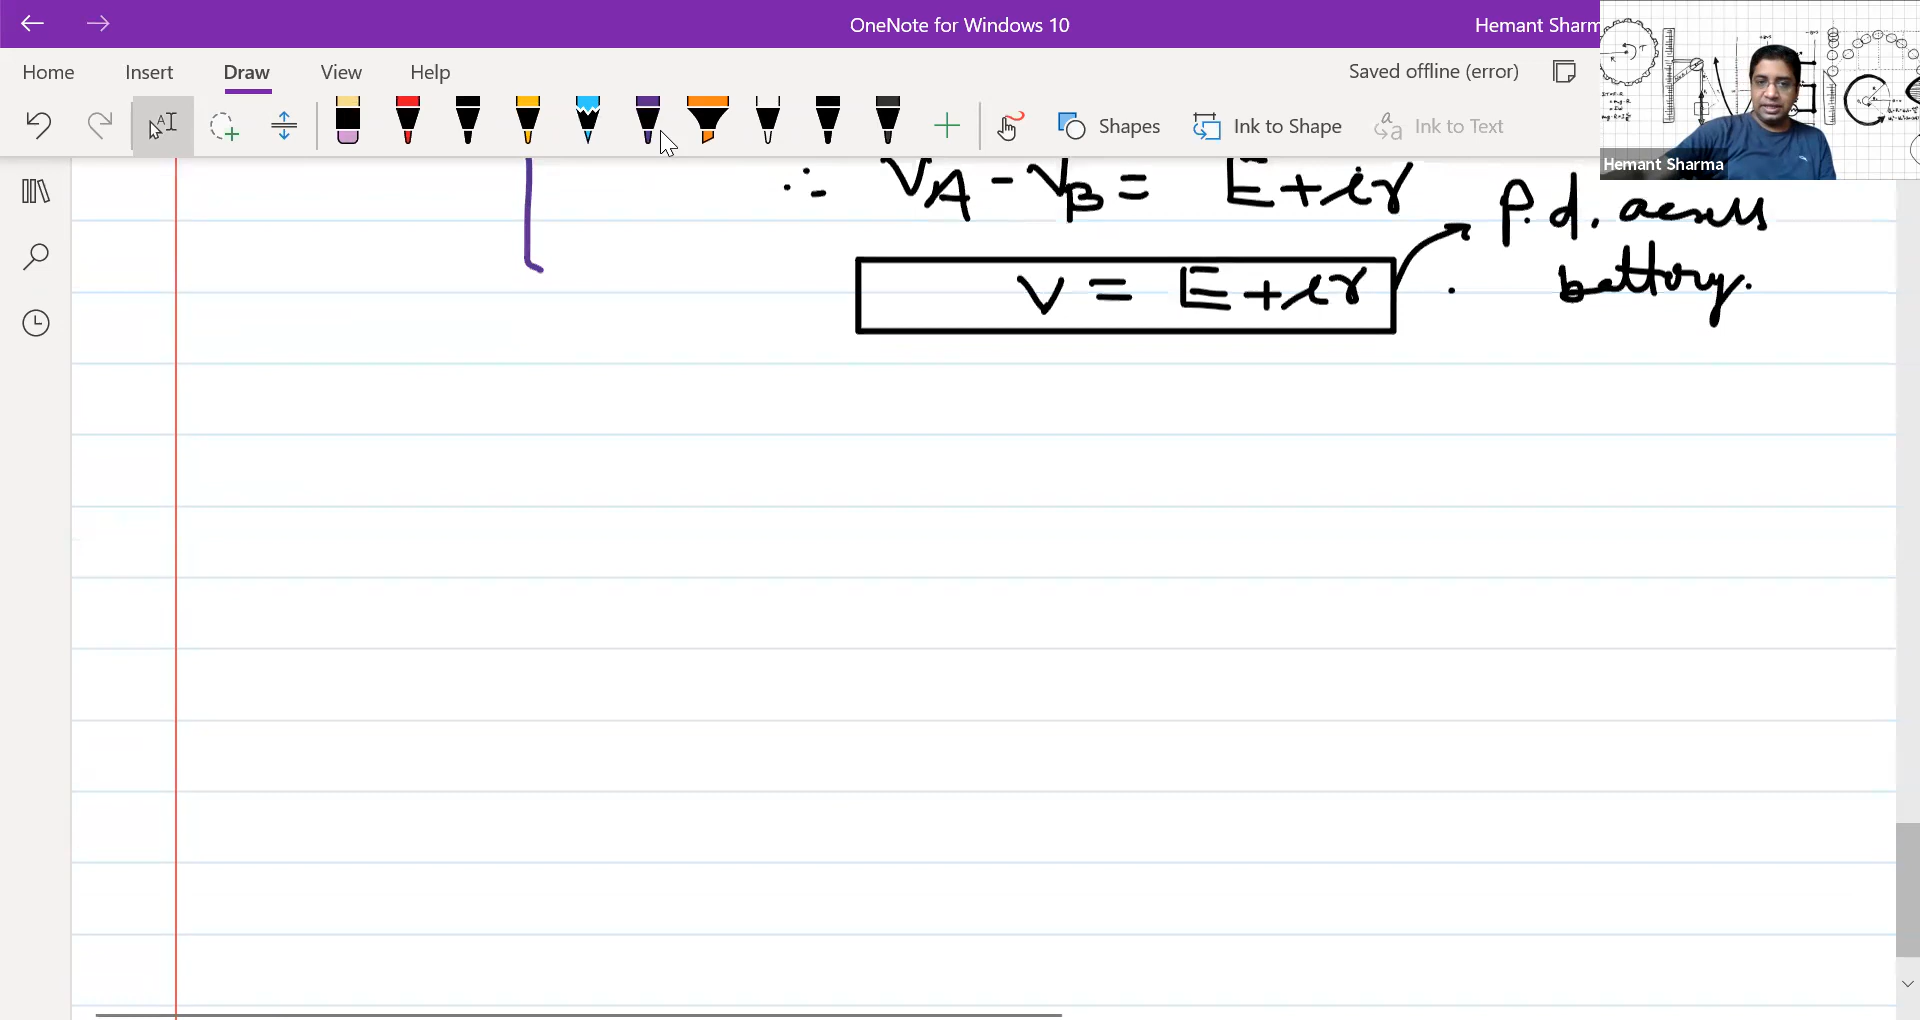 OneNote for Windows 10
Hemant Sharm
Home Insert Draw View Help
Saved offline (error)
Shapes Ink to Shape Ink to Text
Hemant Sharma
∴ VA - VB = E + ir
P.d. across
V = E + ir
battery.